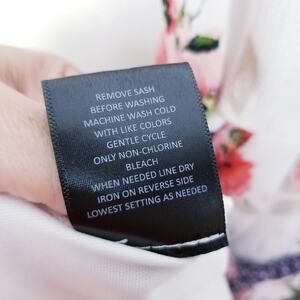 REMOVE SASH
BEFORE WASHING
MACHINE WASH COLD
WITH LIKE COLORS
GENTLE CYCLE
ONLY NON-CHLORINE
BLEACH
WHEN NEEDED LINE DRY
IRON ON REVERSE SIDE
LOWEST SETTING AS NEEDED